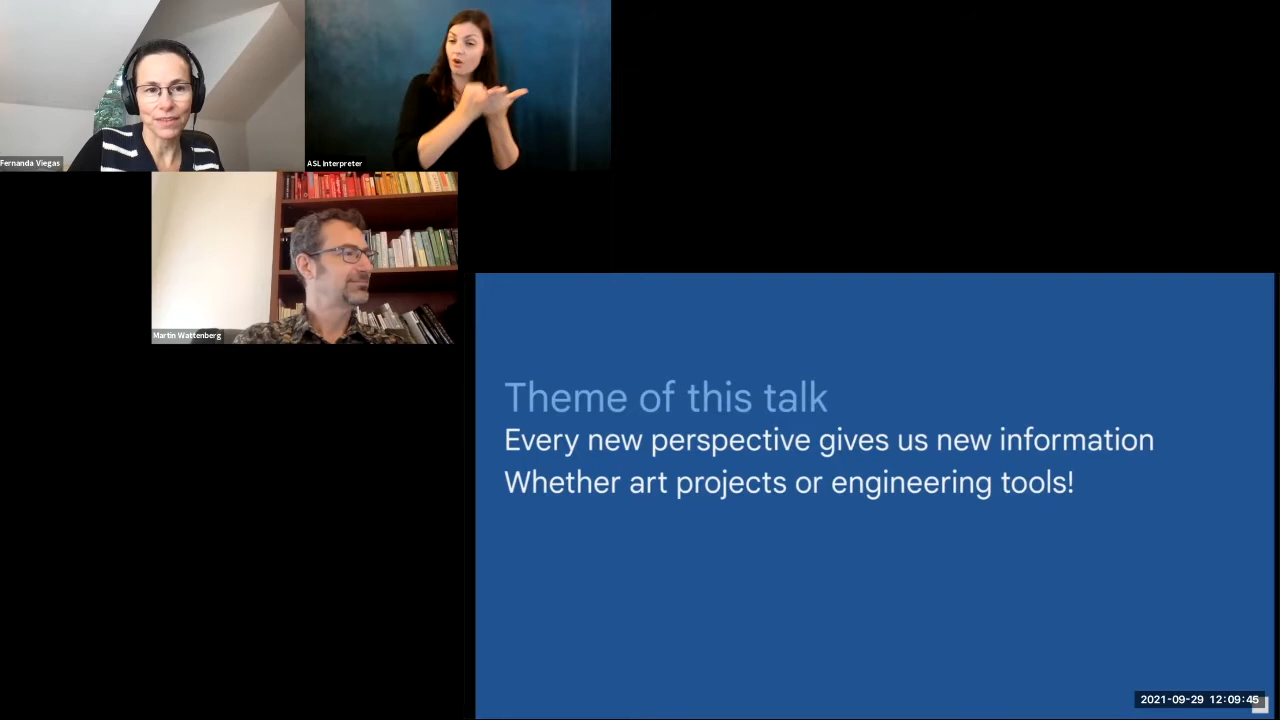 Fernanda Viegas
ASL Interpreter
Martin Wattenberg
Theme of this talk
Every new perspective gives us new information
Whether art projects or engineering tools!
2021-09-29 12:09:45